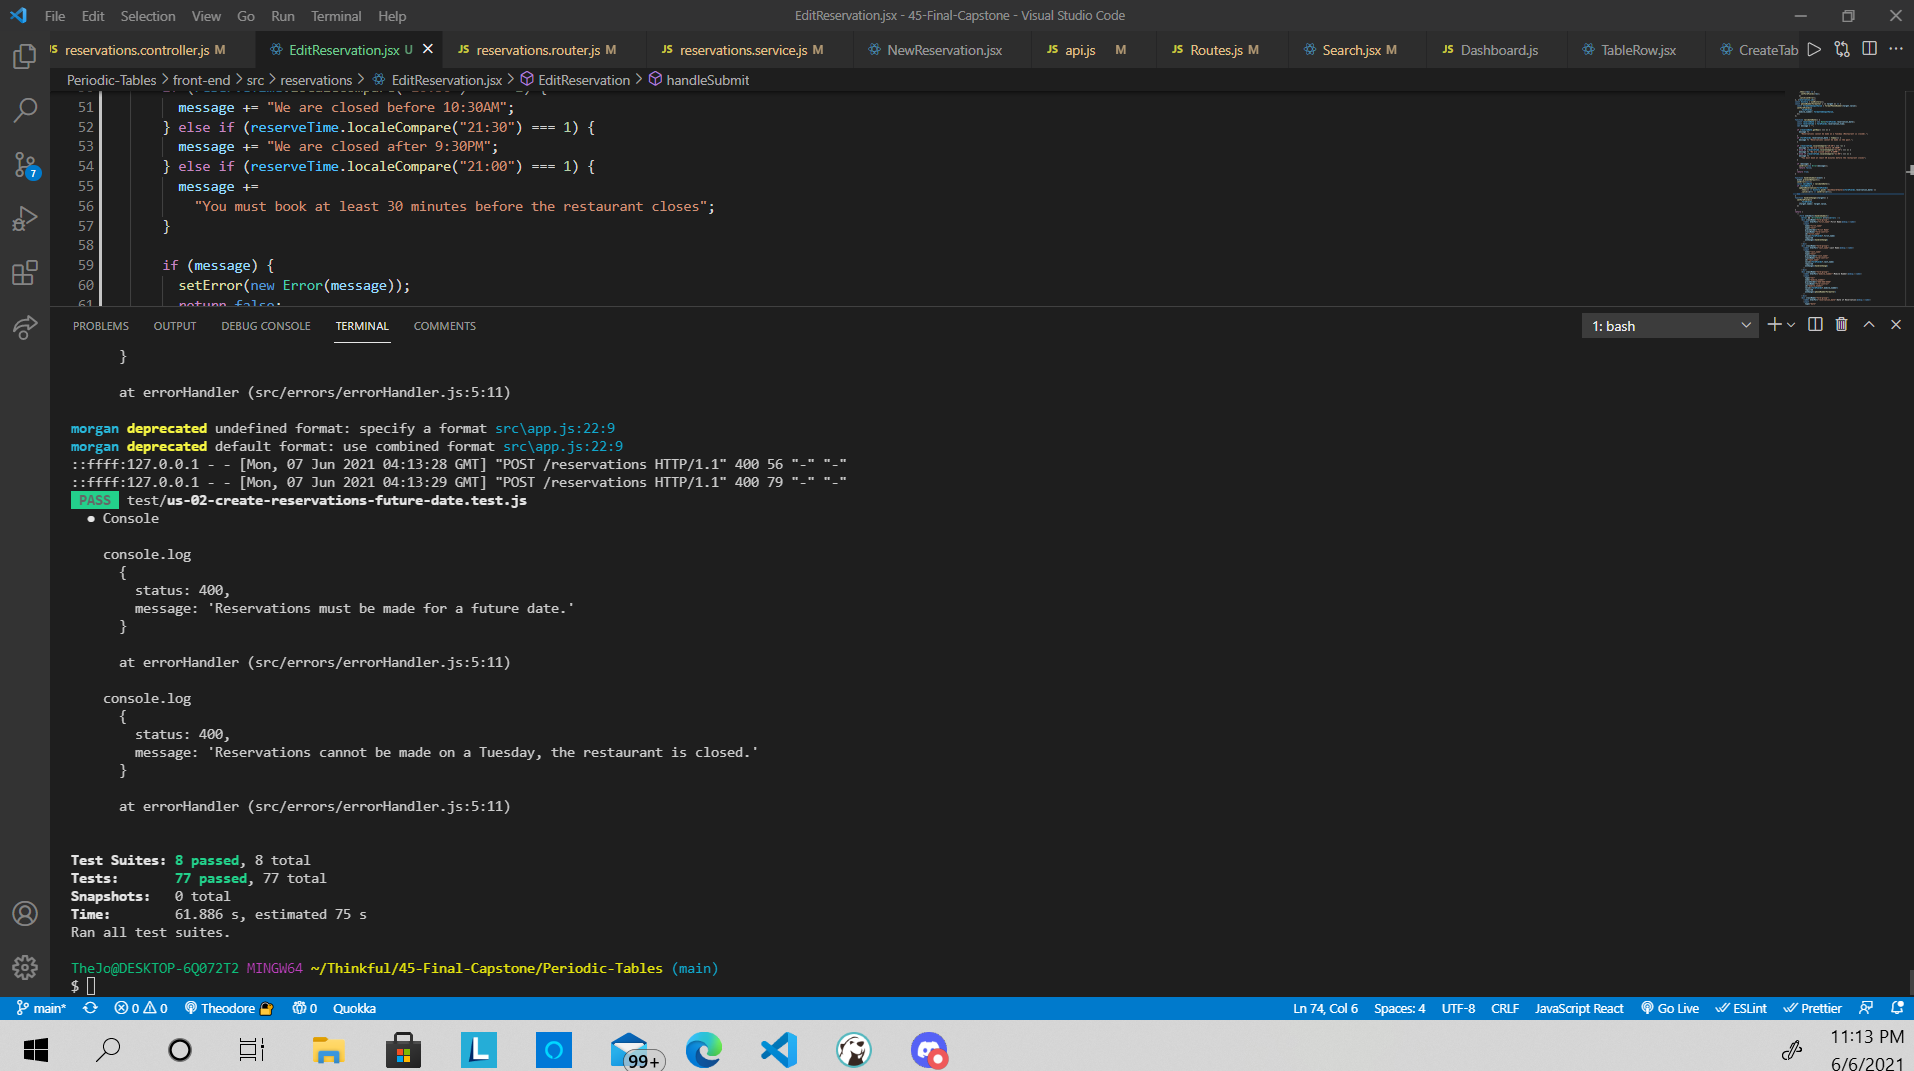 File Edit Selection View Go Run Terminal Help
EditReservation.jsx - 45-Final-Capstone - Visual Studio Code
JS reservations.controller.js M EditReservation.jsx U JS reservations.router.js M JS reservations.service.js M NewReservation.jsx JS api.js M JS Routes.js M Search.jsx M JS Dashboard.js TableRow.jsx CreateTab
Periodic-Tables > front-end > src > reservations > EditReservation.jsx > EditReservation > handleSubmit
51 message += "We are closed before 10:30AM";
52 } else if (reserveTime.localeCompare("21:30") === 1) {
53 message += "We are closed after 9:30PM";
54 } else if (reserveTime.localeCompare("21:00") === 1) {
55 message +=
56 "You must book at least 30 minutes before the restaurant closes";
57 }
58
59 if (message) {
60 setError(new Error(message));
61 return false;
7
PROBLEMS OUTPUT DEBUG CONSOLE TERMINAL COMMENTS
1: bash
}
at errorHandler (src/errors/errorHandler.js:5:11)
morgan deprecated undefined format: specify a format src\app.js:22:9
morgan deprecated default format: use combined format src\app.js:22:9
::ffff:127.0.0.1 - - [Mon, 07 Jun 2021 04:13:28 GMT] "POST /reservations HTTP/1.1" 400 56 "-" "-"
::ffff:127.0.0.1 - - [Mon, 07 Jun 2021 04:13:29 GMT] "POST /reservations HTTP/1.1" 400 79 "-" "-"
PASS test/us-02-create-reservations-future-date.test.js
● Console
console.log
{
status: 400,
message: 'Reservations must be made for a future date.'
}
at errorHandler (src/errors/errorHandler.js:5:11)
console.log
{
status: 400,
message: 'Reservations cannot be made on a Tuesday, the restaurant is closed.'
}
at errorHandler (src/errors/errorHandler.js:5:11)
Test Suites: 8 passed, 8 total
Tests: 77 passed, 77 total
Snapshots: 0 total
Time: 61.886 s, estimated 75 s
Ran all test suites.
TheJo@DESKTOP-6Q072T2 MINGW64 ~/Thinkful/45-Final-Capstone/Periodic-Tables (main)
$
main* 0 0 Theodore 0 Quokka
Ln 74, Col 6 Spaces: 4 UTF-8 CRLF JavaScript React Go Live ESLint Prettier
L 99+
11:13 PM
6/6/2021